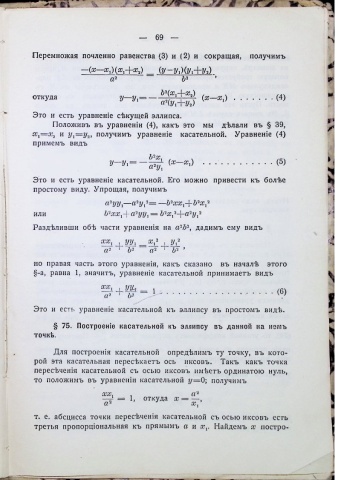 — 69 —
Перемножая почленно равенства (3) и (2) и сокращая, получимъ
—(x—x₂)(x₁+x₂) / a² = (y—y₁)(y₁+y₂) / b²,
откуда y—y₁=— b²(x₁+x₂) / a²(y₁+y₂) (x—x₁) . . . . . . . (4)
Это и есть уравненіе сѣкущей эллипса.
Положивъ въ уравненіи (4), какъ это мы дѣлали въ § 39,
x₁=x₂ и y₁=y₂, получимъ уравненіе касательной. Уравненіе (4)
приметъ видъ
y—y₁=— b²x₁ / a²y₁ (x—x₁) . . . . . . . . (5)
Это и есть уравненіе касательной. Его можно привести къ болѣе
простому виду. Упрощая, получимъ
a²yy₁—a²y₁²=—b²xx₁+b²x₁²
или b²xx₁+a²yy₁=b²x₁²+a²y₁²
Раздѣливши обѣ части уравненія на a²b², дадимъ ему видъ
xx₁ / a² + yy₁ / b² = x₁² / a² + y₁² / b²,
но правая часть этого уравненія, какъ сказано въ началѣ этого
§-а, равна 1, значитъ, уравненіе касательной принимаетъ видъ
xx₁ / a² + yy₁ / b² = 1 . . . . . . . . . . . . (6)
Это и есть уравненіе касательной къ эллипсу въ простомъ видѣ.
§ 75. Построеніе касательной къ эллипсу въ данной на немъ
точкѣ.
Для построенія касательной опредѣлимъ ту точку, въ кото-
рой эта касательная пересѣкаетъ ось иксовъ. Такъ какъ точка
пересѣченія касательной съ осью иксовъ имѣетъ ординатою нуль,
то положимъ въ уравненіи касательной y=0; получимъ
xx₁ / a² = 1, откуда x = a² / x₁,
т. е. абсцисса точки пересѣченія касательной съ осью иксовъ есть
третья пропорціональная къ прямымъ a и x₁. Найдемъ x постро-